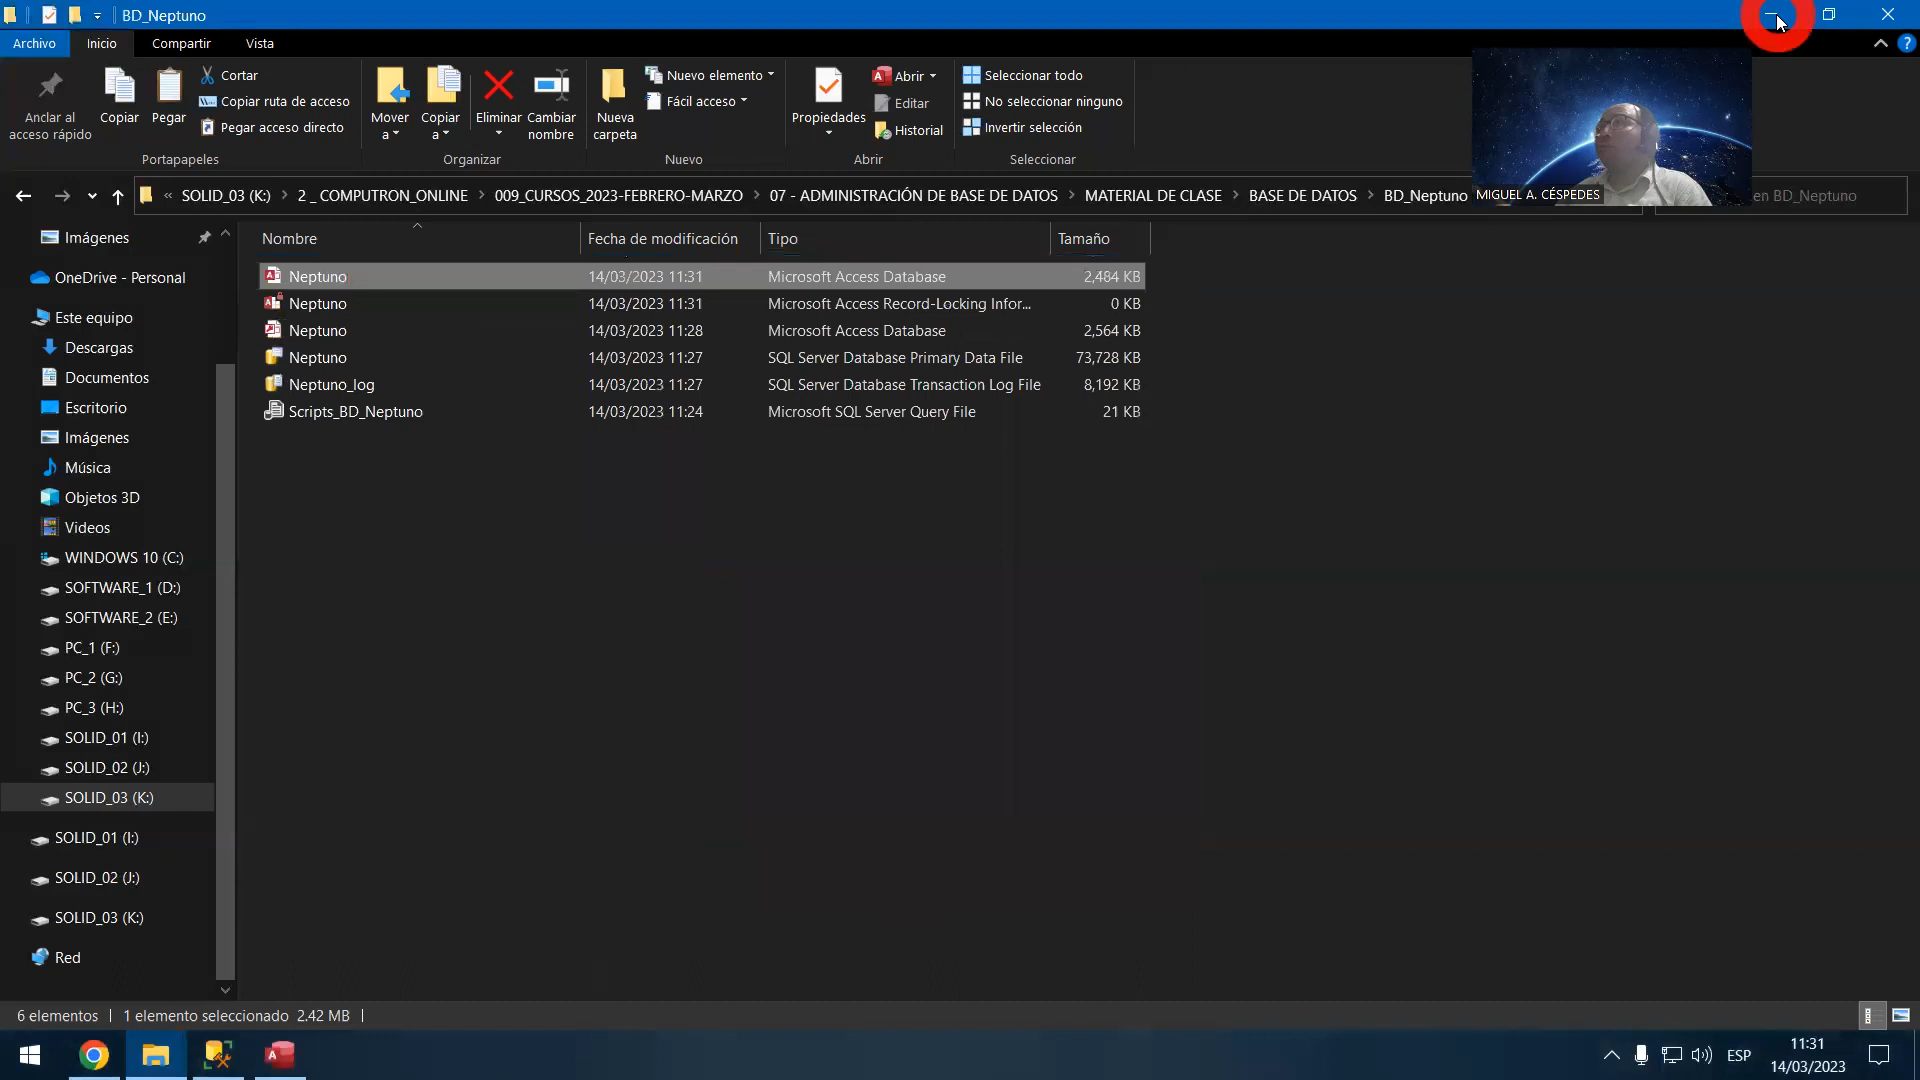 BD_Neptuno
Archivo
Inicio
Compartir
Vista
Anclar al
acceso rápido
Copiar
Pegar
Cortar
Copiar ruta de acceso
Pegar acceso directo
Portapapeles
Mover
a
Copiar
a
Eliminar
Cambiar
nombre
Organizar
Nueva
carpeta
Nuevo elemento
Fácil acceso
Nuevo
Propiedades
Abrir
Editar
Historial
Abrir
Seleccionar todo
No seleccionar ninguno
Invertir selección
Seleccionar
MIGUEL A. CÉSPEDES
« SOLID_03 (K:) > 2 _ COMPUTRON_ONLINE > 009_CURSOS_2023-FEBRERO-MARZO > 07 - ADMINISTRACIÓN DE BASE DE DATOS > MATERIAL DE CLASE > BASE DE DATOS > BD_Neptuno
en BD_Neptuno
Imágenes
OneDrive - Personal
Este equipo
Descargas
Documentos
Escritorio
Imágenes
Música
Objetos 3D
Videos
WINDOWS 10 (C:)
SOFTWARE_1 (D:)
SOFTWARE_2 (E:)
PC_1 (F:)
PC_2 (G:)
PC_3 (H:)
SOLID_01 (I:)
SOLID_02 (J:)
SOLID_03 (K:)
SOLID_01 (I:)
SOLID_02 (J:)
SOLID_03 (K:)
Red
Nombre Fecha de modificación Tipo Tamaño
Neptuno 14/03/2023 11:31 Microsoft Access Database 2,484 KB
Neptuno 14/03/2023 11:31 Microsoft Access Record-Locking Infor... 0 KB
Neptuno 14/03/2023 11:28 Microsoft Access Database 2,564 KB
Neptuno 14/03/2023 11:27 SQL Server Database Primary Data File 73,728 KB
Neptuno_log 14/03/2023 11:27 SQL Server Database Transaction Log File 8,192 KB
Scripts_BD_Neptuno 14/03/2023 11:24 Microsoft SQL Server Query File 21 KB
6 elementos
1 elemento seleccionado 2.42 MB
ESP
11:31
14/03/2023